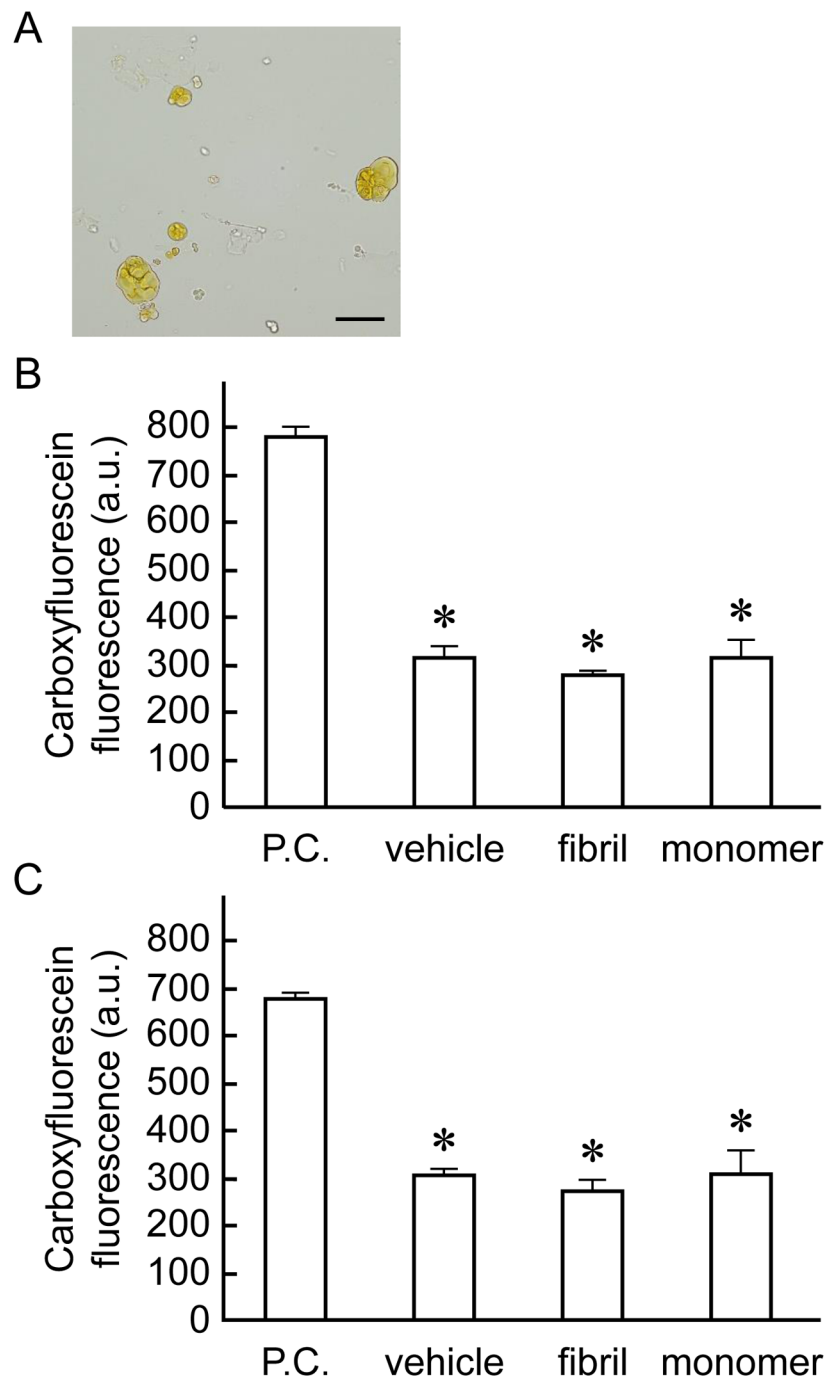 A
B
Carboxyfluorescein
fluorescence (a.u.)
800
700
600
500
400
300
200
100
0
*
*
*
P.C.
vehicle
fibril
monomer
C
Carboxyfluorescein
fluorescence (a.u.)
800
700
600
500
400
300
200
100
0
*
*
*
P.C.
vehicle
fibril
monomer